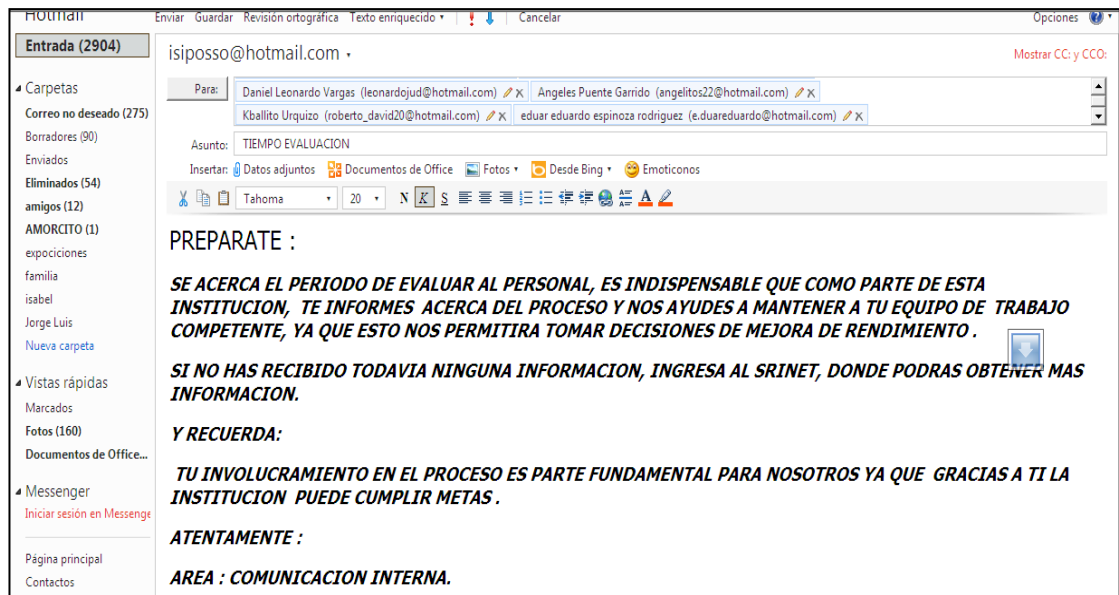 Hotmail
Enviar Guardar Revisión ortográfica Texto enriquecido Cancelar Opciones
Entrada (2904)
isiposso@hotmail.com
Mostrar CC: y CCO:
Carpetas
Correo no deseado (275)
Borradores (90)
Enviados
Eliminados (54)
amigos (12)
AMORCITO (1)
expociciones
familia
isabel
Jorge Luis
Nueva carpeta
Vistas rápidas
Marcados
Fotos (160)
Documentos de Office...
Messenger
Iniciar sesión en Messenge
Página principal
Contactos
Para: Daniel Leonardo Vargas (leonardojud@hotmail.com) Angeles Puente Garrido (angelitos22@hotmail.com)
Kballito Urquizo (roberto_david20@hotmail.com) eduar eduardo espinoza rodriguez (e.duareduardo@hotmail.com)
Asunto: TIEMPO EVALUACION
Insertar: Datos adjuntos Documentos de Office Fotos Desde Bing Emoticonos
Tahoma 20 N K S A
PREPARATE :
SE ACERCA EL PERIODO DE EVALUAR AL PERSONAL, ES INDISPENSABLE QUE COMO PARTE DE ESTA
INSTITUCION, TE INFORMES ACERCA DEL PROCESO Y NOS AYUDES A MANTENER A TU EQUIPO DE TRABAJO
COMPETENTE, YA QUE ESTO NOS PERMITIRA TOMAR DECISIONES DE MEJORA DE RENDIMIENTO .
SI NO HAS RECIBIDO TODAVIA NINGUNA INFORMACION, INGRESA AL SRINET, DONDE PODRAS OBTENER MAS
INFORMACION.
Y RECUERDA:
TU INVOLUCRAMIENTO EN EL PROCESO ES PARTE FUNDAMENTAL PARA NOSOTROS YA QUE GRACIAS A TI LA
INSTITUCION PUEDE CUMPLIR METAS .
ATENTAMENTE :
AREA : COMUNICACION INTERNA.